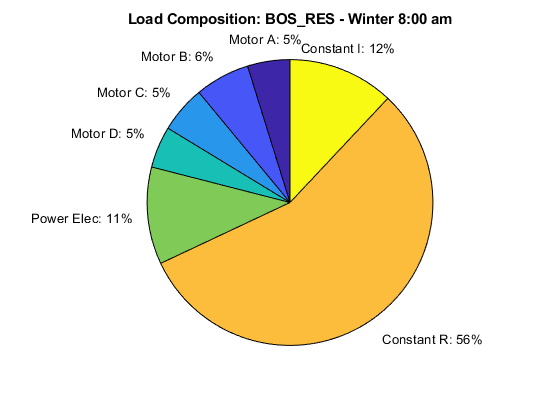 Load Composition: BOS_RES - Winter 8:00 am
Motor A: 5%
Constant I: 12%
Motor B: 6%
Motor C: 5%
Motor D: 5%
Power Elec: 11%
Constant R: 56%